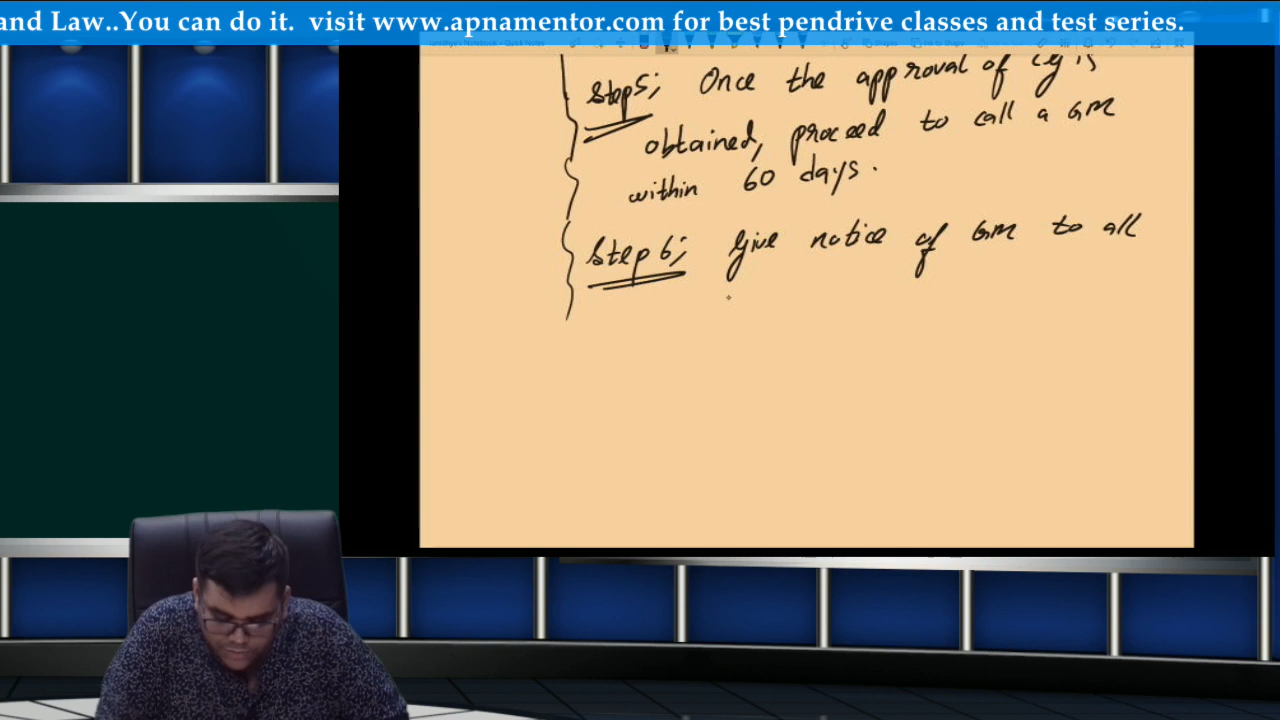 and Law..You can do it. visit www.apnamentor.com for best pendrive classes and test series.
Step5; Once the approval of CG is
obtained, proceed to call a GM
within 60 days.
Step 6; Give notice of GM to all